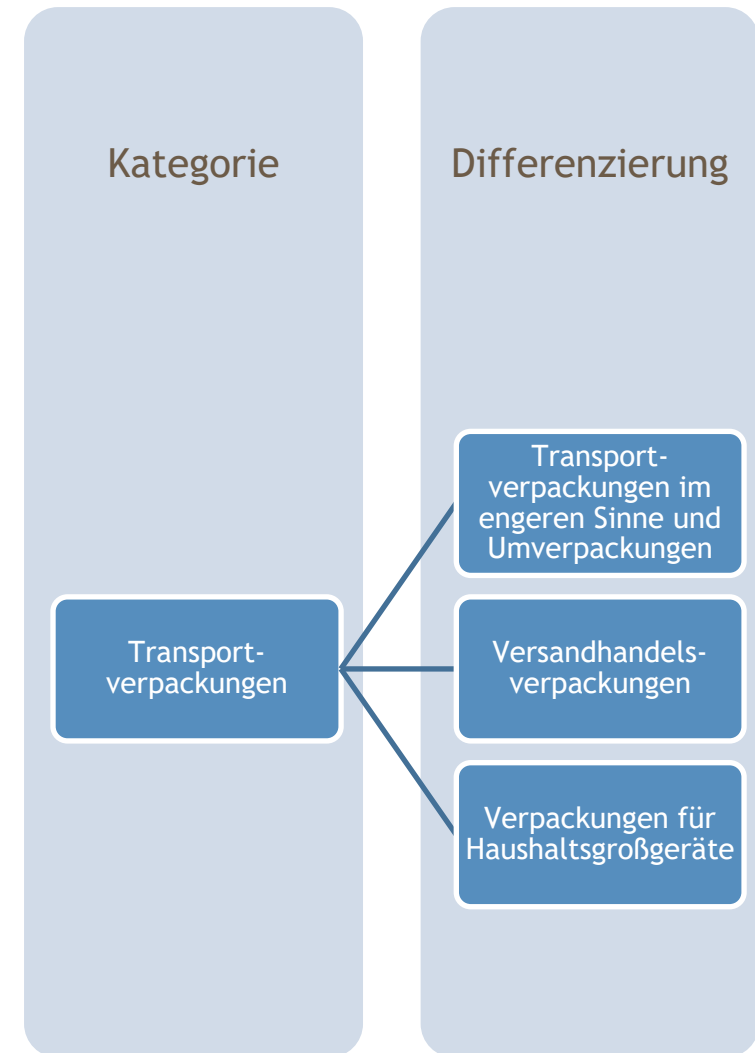 Kategorie
Differenzierung
Transport-
verpackungen
Transport-
verpackungen im
engeren Sinne und
Umverpackungen
Versandhandels-
verpackungen
Verpackungen für
Haushaltsgroßgeräte